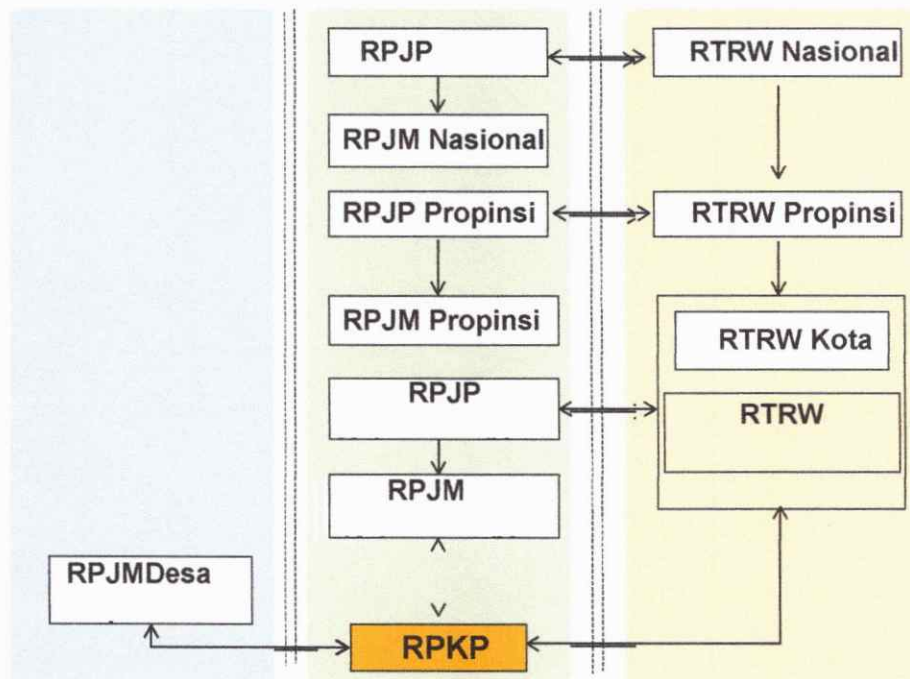 RPJP
RTRW Nasional
RPJM Nasional
RPJP Propinsi
RTRW Propinsi
RPJM Propinsi
RTRW Kota
RPJP
RTRW
RPJM
RPJMDesa
RPKP